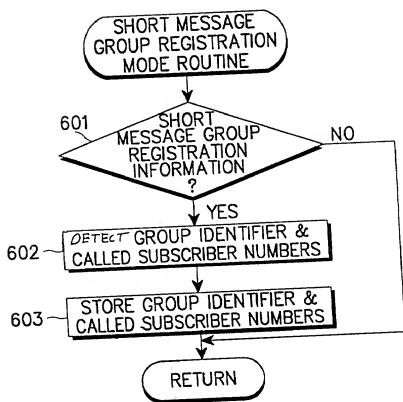 SHORT MESSAGE
GROUP REGISTRATION
MODE ROUTINE
601
SHORT
MESSAGE GROUP
REGISTRATION
INFORMATION
?
NO
YES
602
DETECT GROUP IDENTIFIER &
CALLED SUBSCRIBER NUMBERS
603
STORE GROUP IDENTIFIER &
CALLED SUBSCRIBER NUMBERS
RETURN